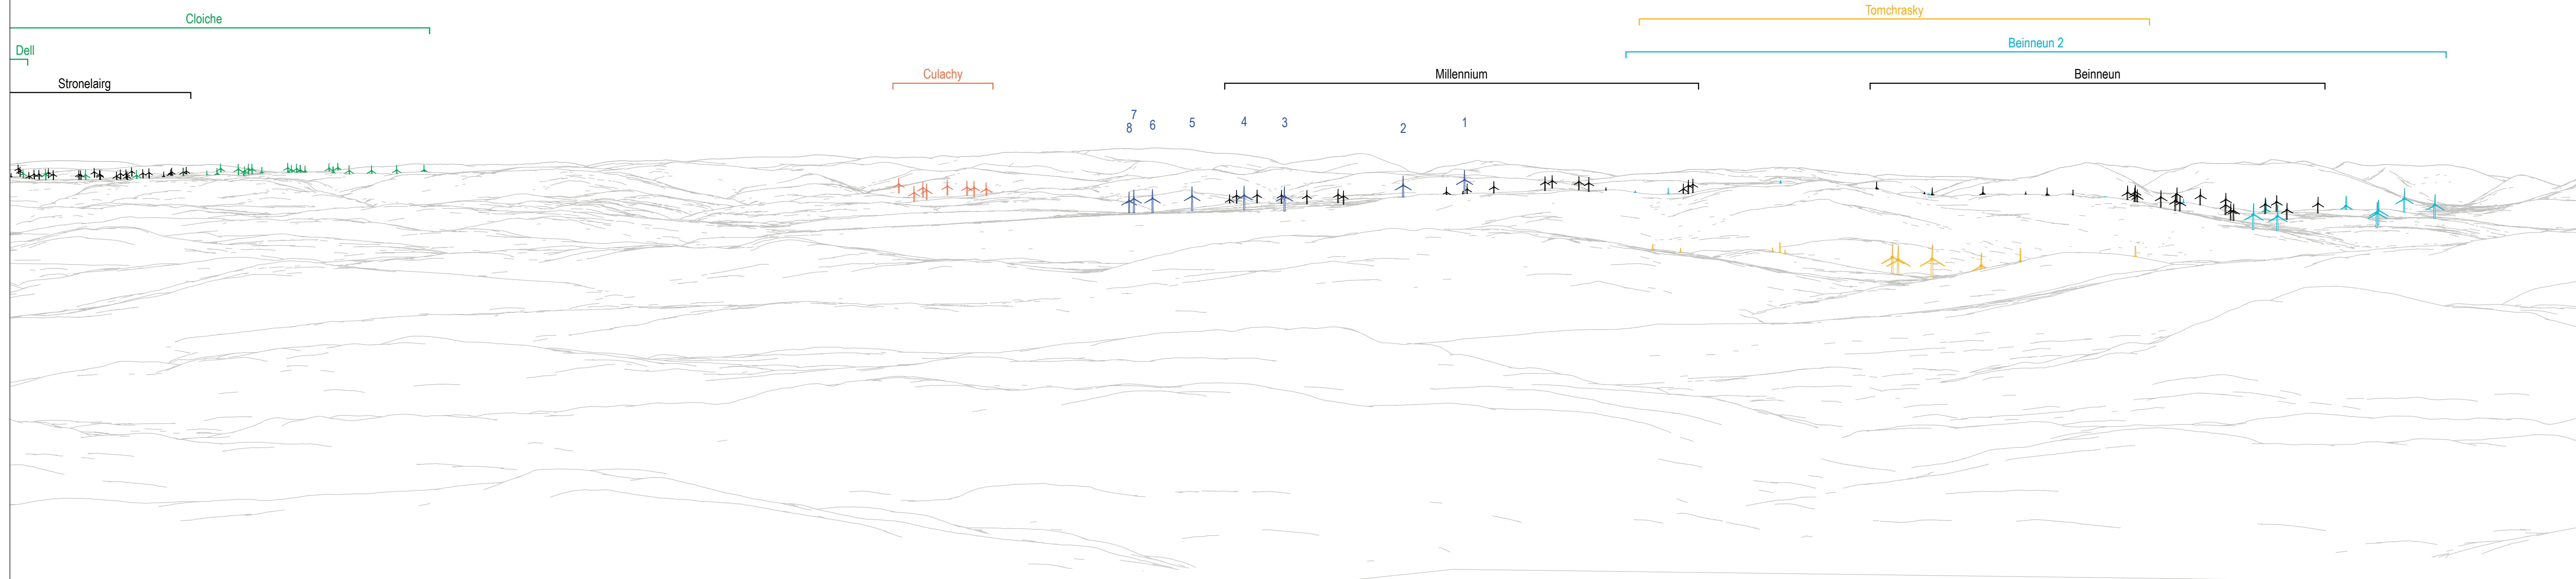 Cloiche
Tomchrasky
Dell
Beinneun 2
Stronelairg
Culachy
Millennium
Beinneun
7
8
6
5
4
3
2
1